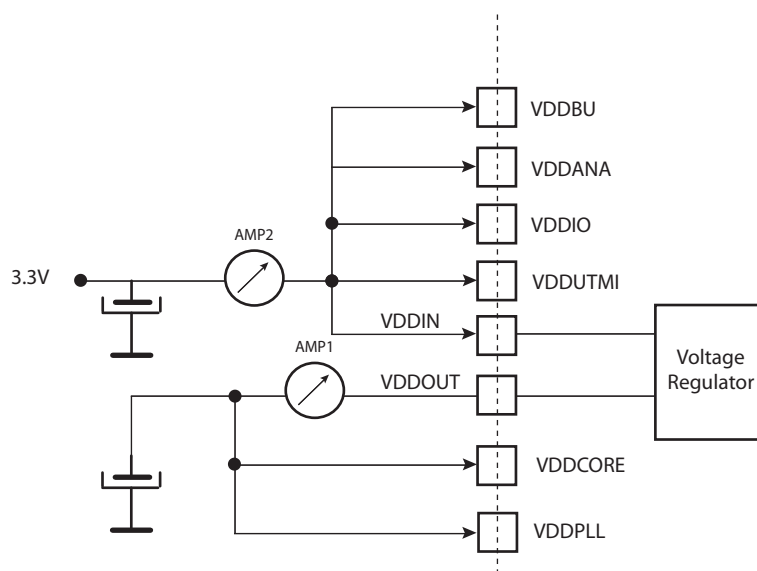 VDDBU
VDDANA
VDDIO
AMP2
3.3V
VDDUTMI
VDDIN
AMP1
Voltage
Regulator
VDDOUT
VDDCORE
VDDPLL